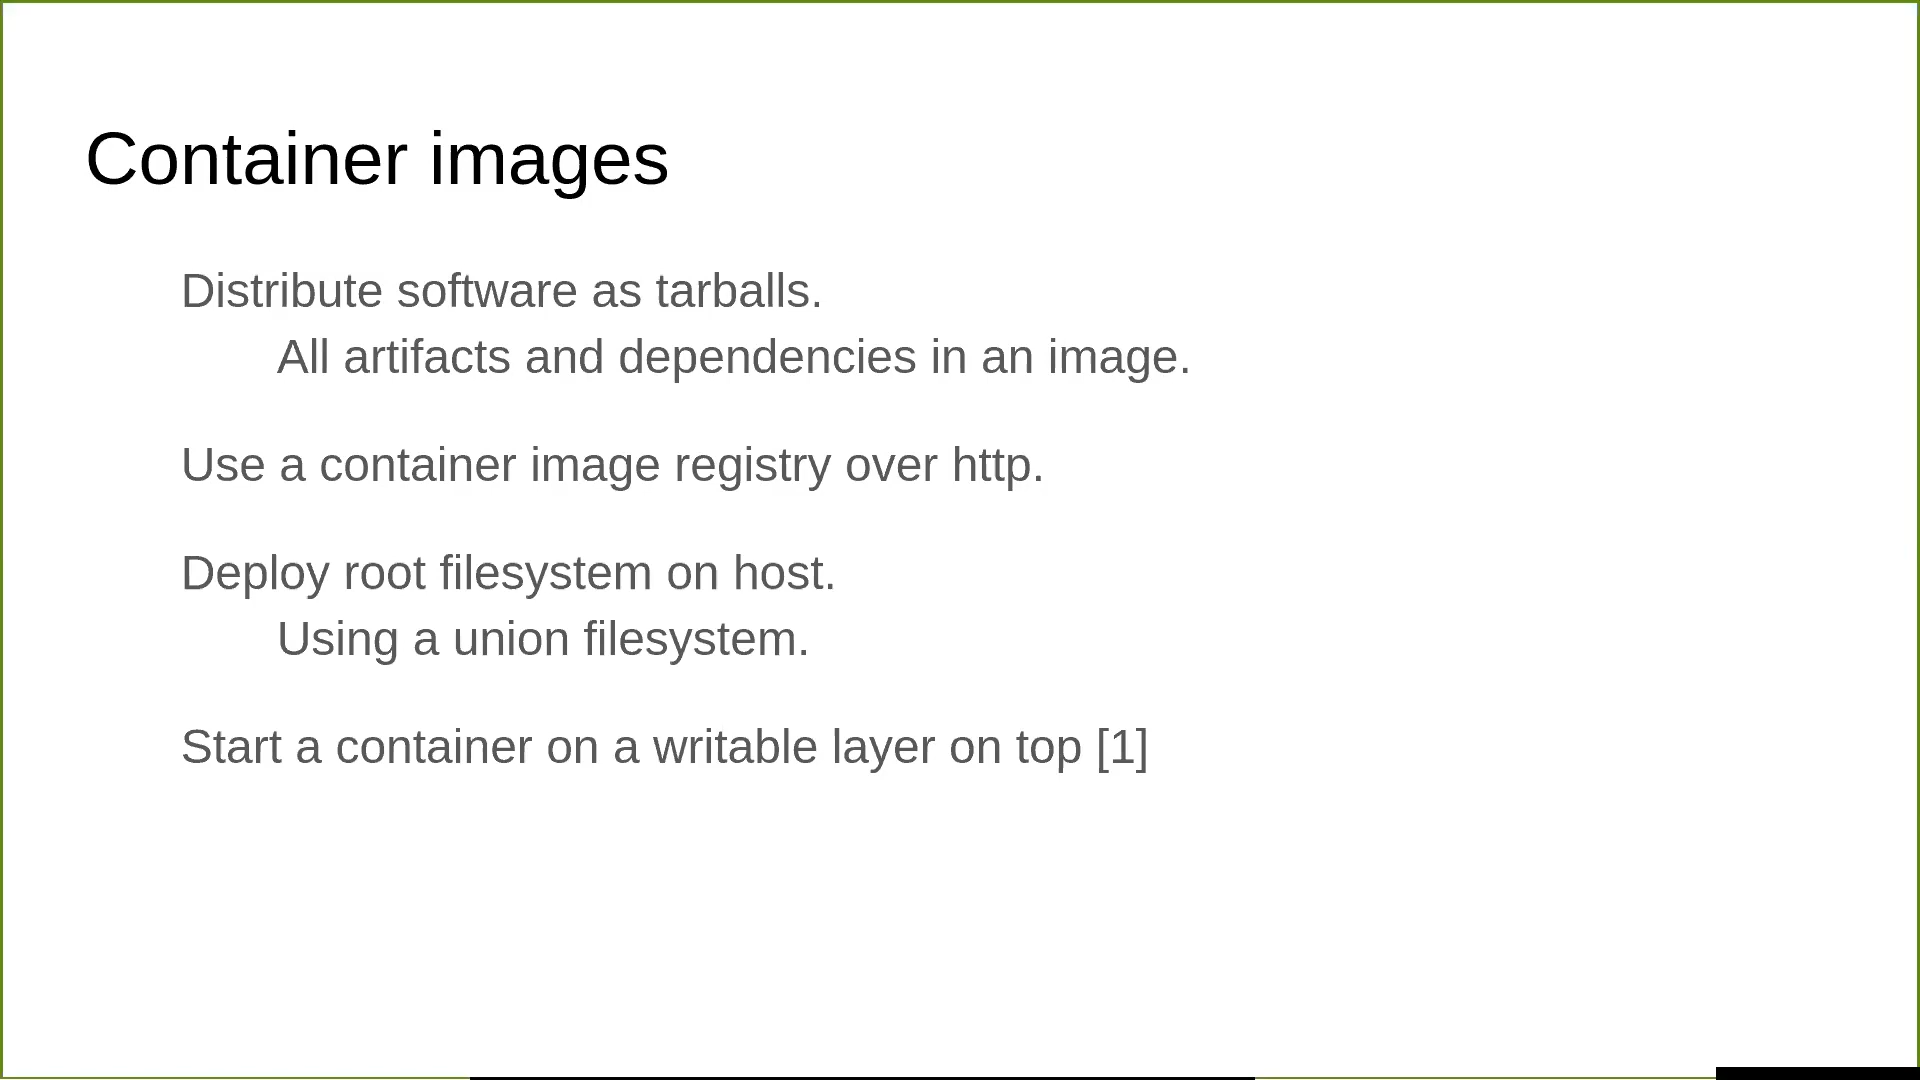 Container images
Distribute software as tarballs.
All artifacts and dependencies in an image.
Use a container image registry over http.
Deploy root filesystem on host.
Using a union filesystem.
Start a container on a writable layer on top [1]